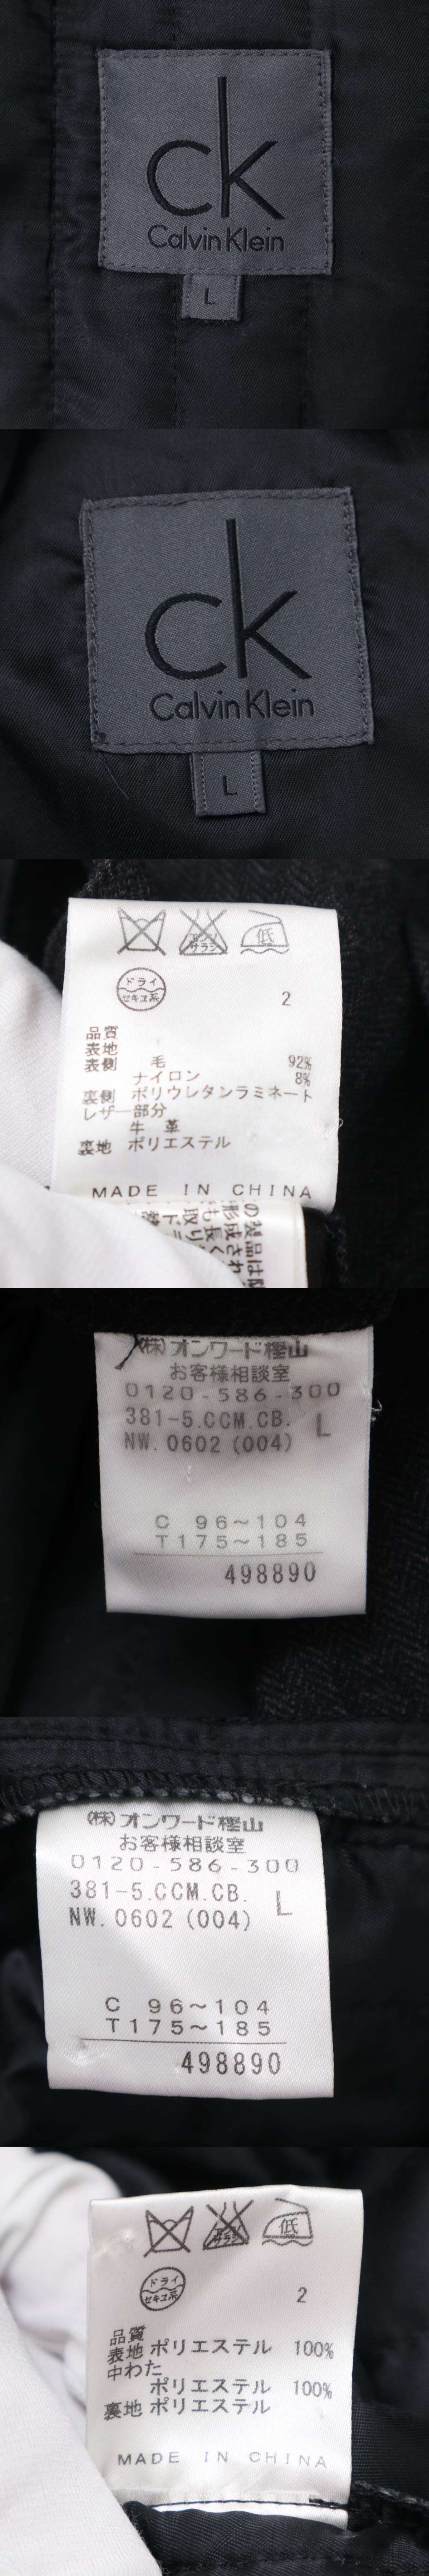 ck
Calvin Klein
L
ck
Calvin Klein
L
低
ドライ
セキユ系
2
品質
表地
表側 毛 92%
ナイロン 8%
裏側 ポリウレタンラミネート
レザー部分
牛 革
裏地 ポリエステル
MADE IN CHINA
(株)オンワード樫山
お客様相談室
0120-586-300
381-5.CCM.CB. L
NW.0602 (004)
C 96~104
T175~185
498890
(株)オンワード樫山
お客様相談室
0120-586-300
381-5.CCM.CB. L
NW.0602 (004)
C 96~104
T175~185
498890
低
ドライ
セキユ系
2
品質
表地 ポリエステル 100%
中わた
ポリエステル 100%
裏地 ポリエステル
MADE IN CHINA